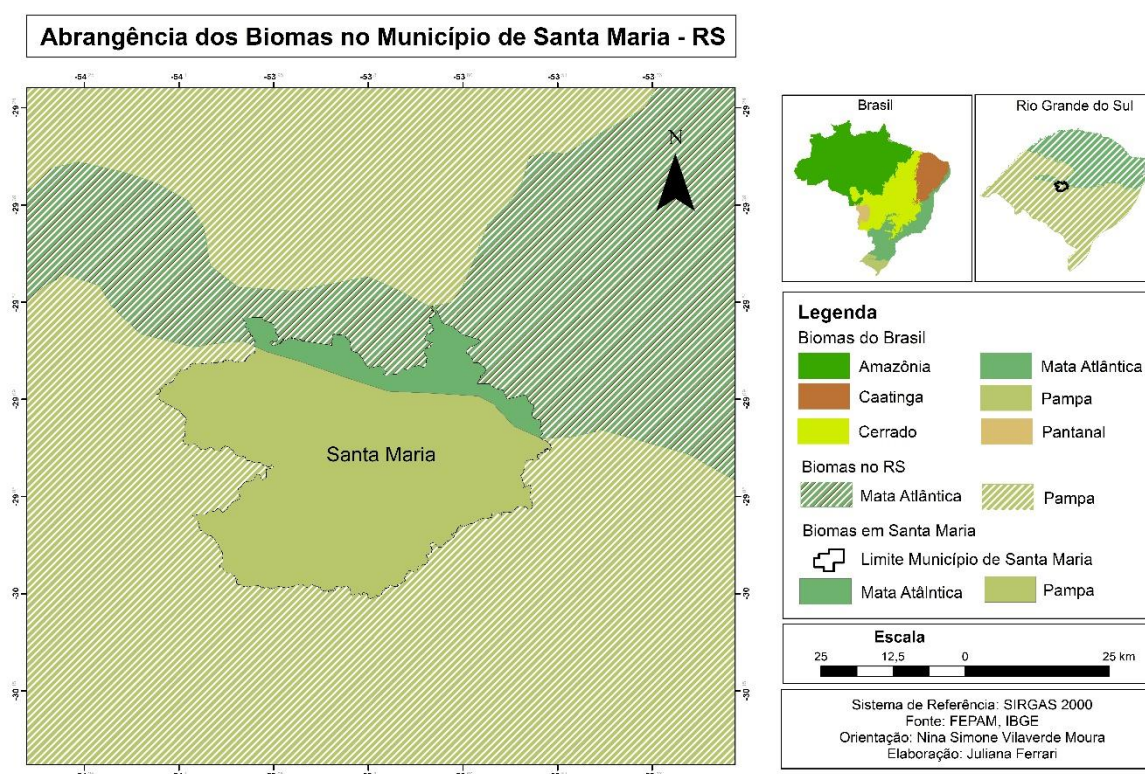 Abrangência dos Biomas no Município de Santa Maria - RS
Brasil
Rio Grande do Sul
N
Santa Maria
Legenda
Biomas do Brasil
Amazônia
Mata Atlântica
Caatinga
Pampa
Cerrado
Pantanal
Biomas no RS
Mata Atlântica
Pampa
Biomas em Santa Maria
Limite Município de Santa Maria
Mata Atâlntica
Pampa
Escala
25 12,5 0 25 km
Sistema de Referência: SIRGAS 2000
Fonte: FEPAM, IBGE
Orientação: Nina Simone Vilaverde Moura
Elaboração: Juliana Ferrari